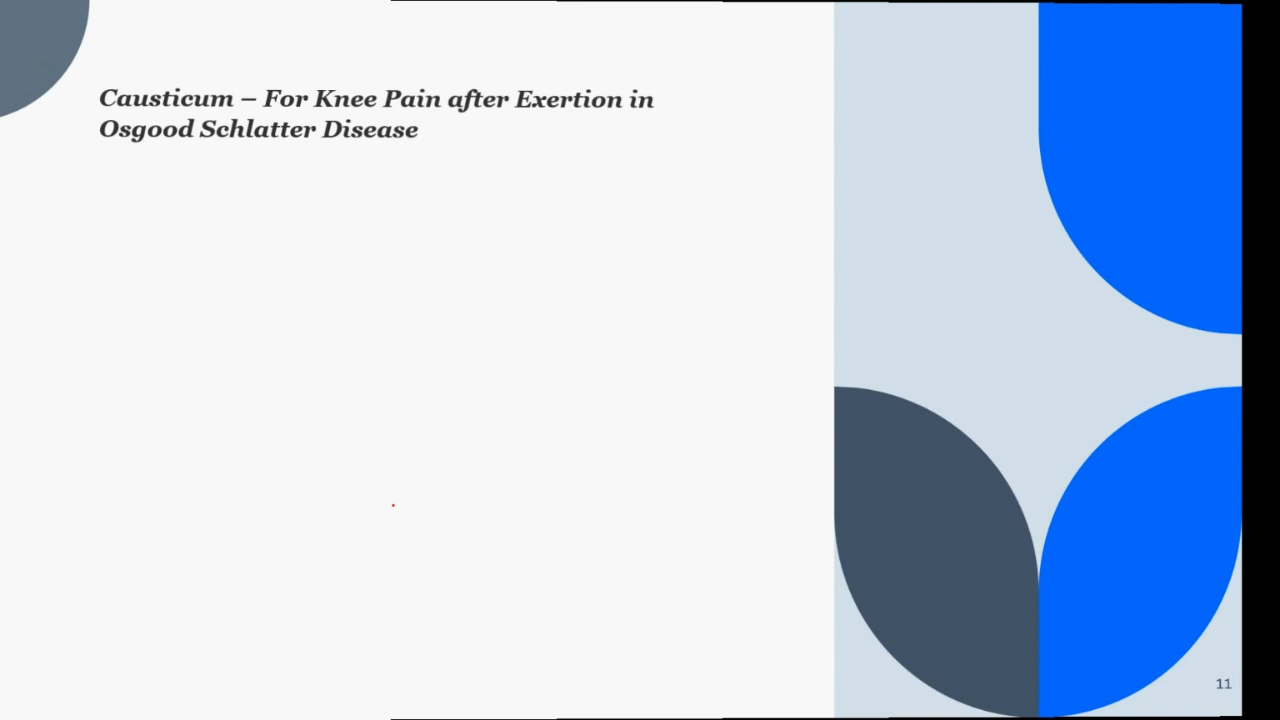 Causticum – For Knee Pain after Exertion in
Osgood Schlatter Disease
11